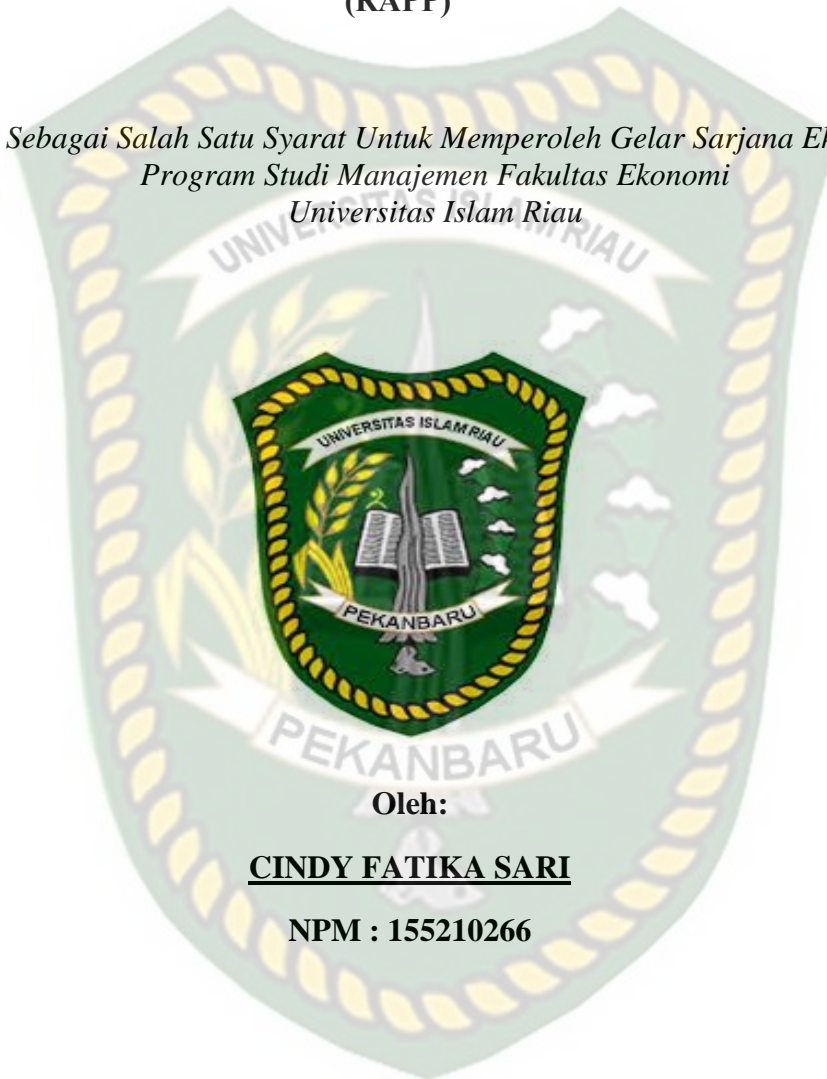 (RAPP)
Sebagai Salah Satu Syarat Untuk Memperoleh Gelar Sarjana
Program Studi Manajemen Fakultas Ekonomi
Universitas Islam Riau
UNIVERSITAS ISLAM RIAU
UNIVERSITAS ISLAM RIAU
PEKANBARU
PEKANBARU
Oleh:
CINDY FATIKA SARI
NPM : 155210266